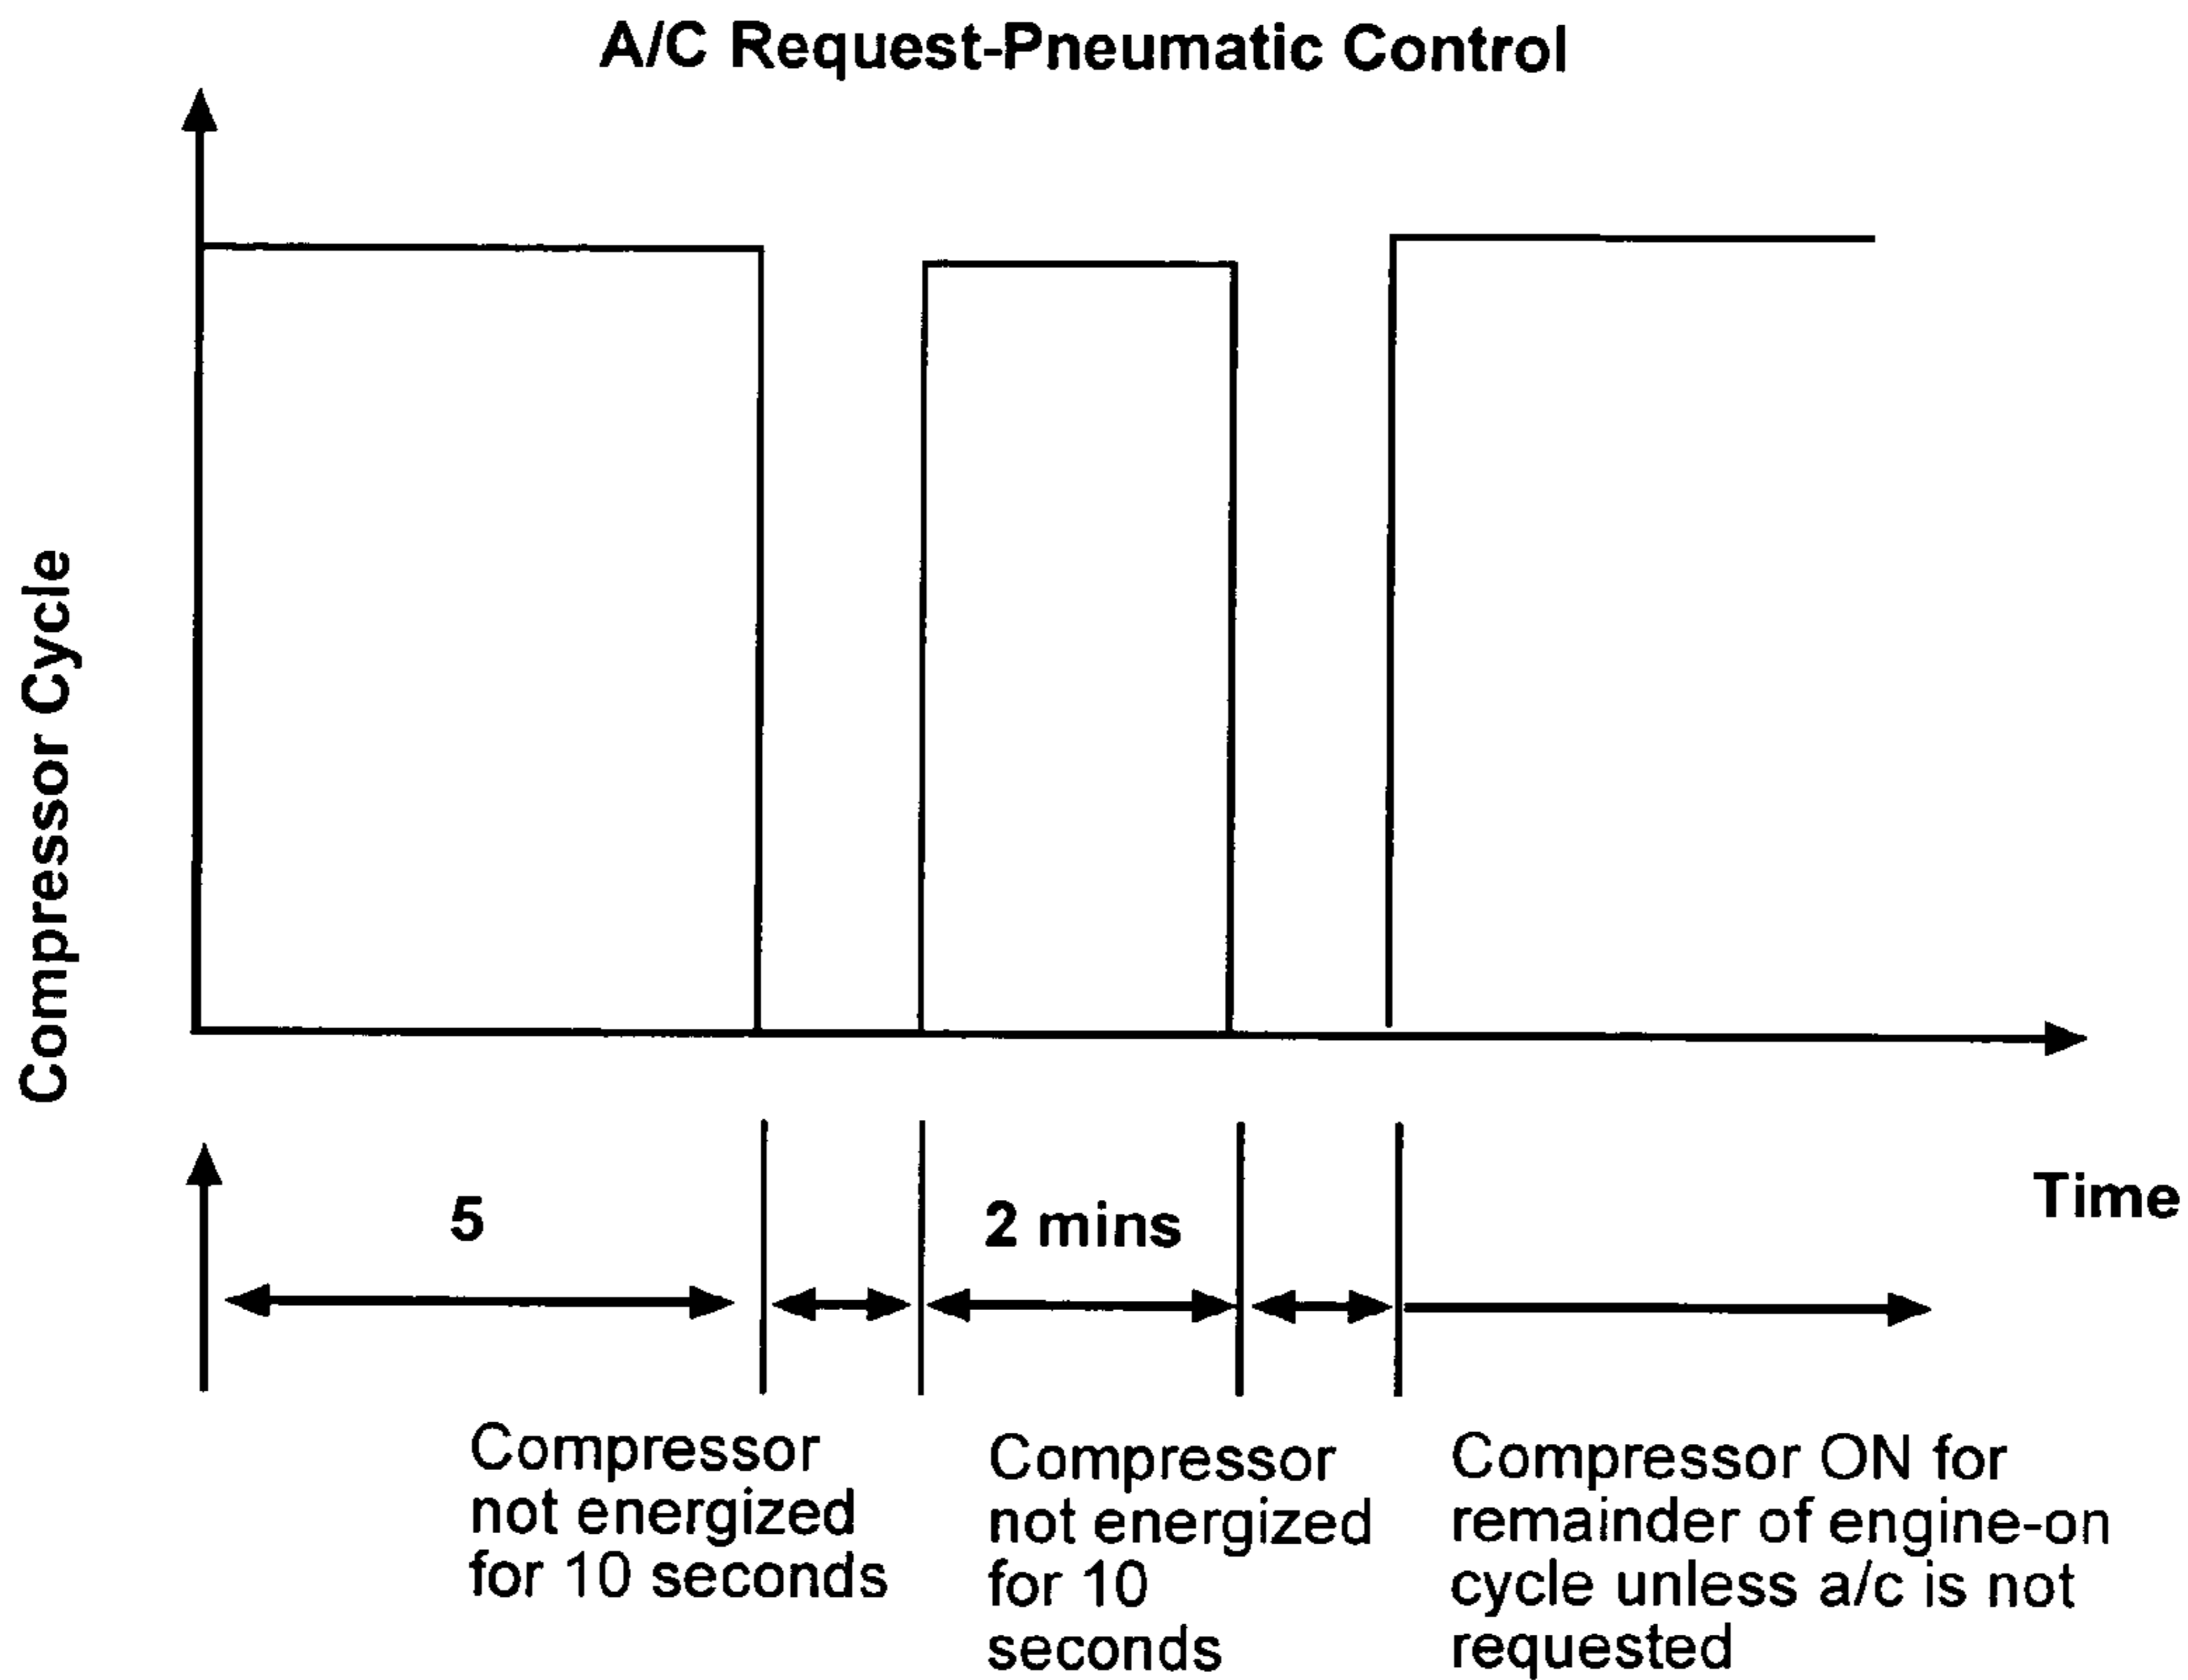 A/C Request-Pneumatic Control
Compressor Cycle
Time
5
2 mins
Compressor
not energized
for 10 seconds
Compressor
not energized
for 10
seconds
Compressor ON for
remainder of engine-on
cycle unless a/c is not
requested